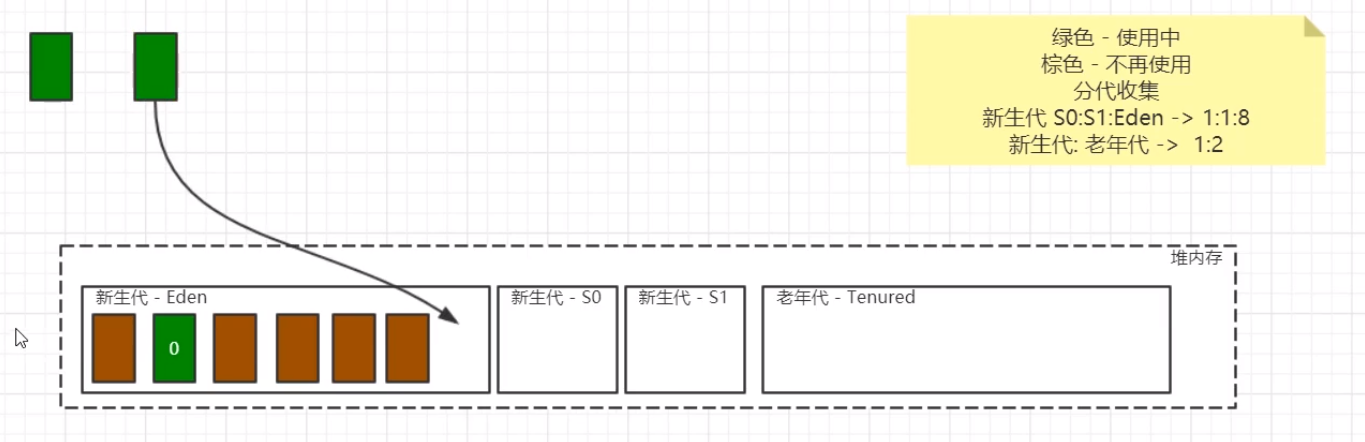 绿色 - 使用中
棕色 - 不再使用
分代收集
新生代 S0:S1:Eden -> 1:1:8
新生代: 老年代 -> 1:2
堆内存
新生代 - Eden
新生代 - S0
新生代 - S1
老年代 - Tenured
0